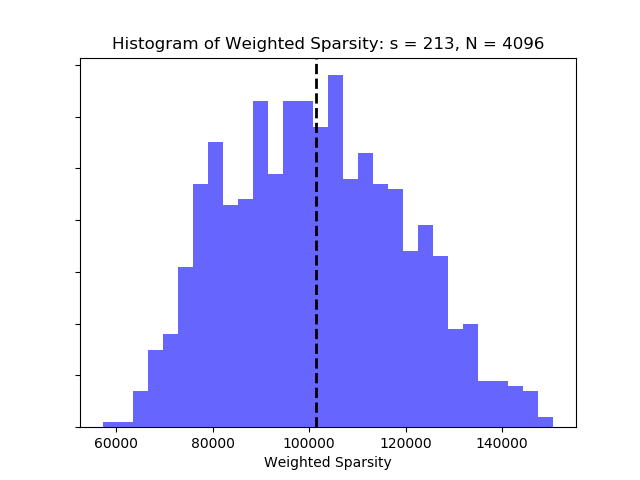 Histogram of Weighted Sparsity: s = 213, N = 4096
60000 80000 100000 120000 140000
Weighted Sparsity